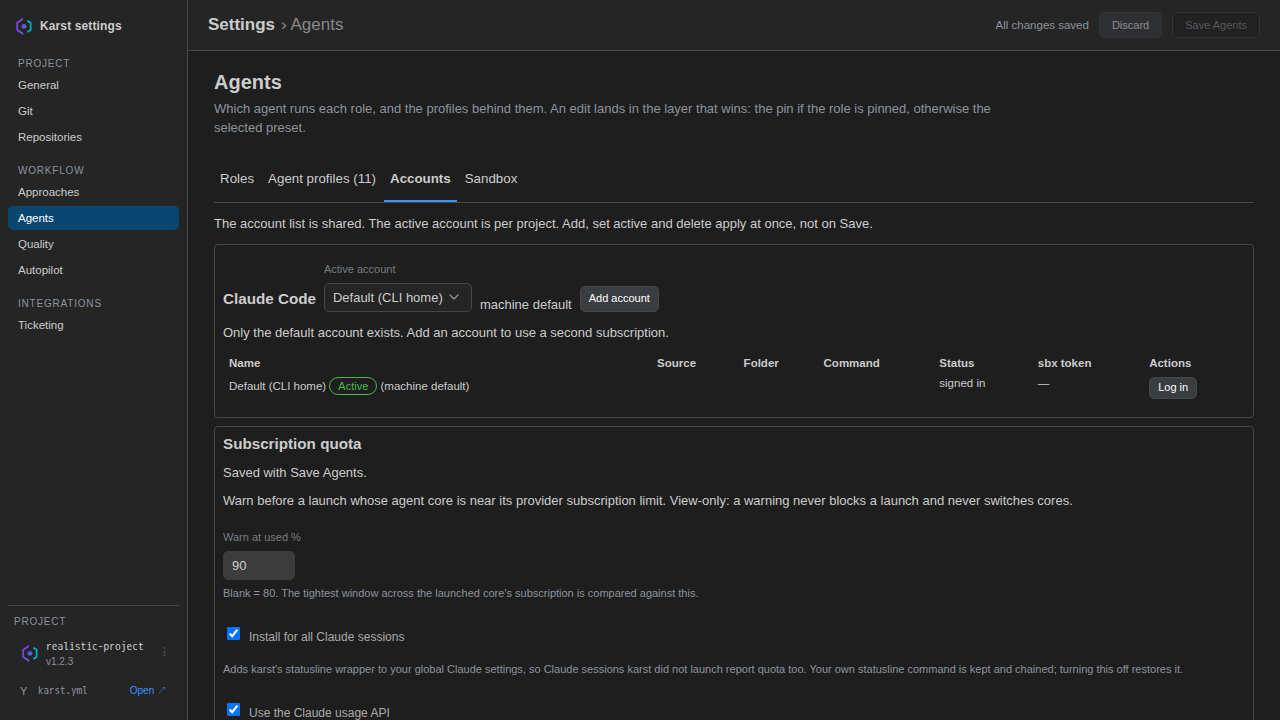 Karst settings
Settings › Agents
All changes saved
Discard
Save Agents
PROJECT
General
Git
Repositories
WORKFLOW
Approaches
Agents
Quality
Autopilot
INTEGRATIONS
Ticketing
PROJECT
realistic-project
v1.2.3
Y karst.yml
Open ↗
Agents
Which agent runs each role, and the profiles behind them. An edit lands in the layer that wins: the pin if the role is pinned, otherwise the
selected preset.
Roles Agent profiles (11) Accounts Sandbox
The account list is shared. The active account is per project. Add, set active and delete apply at once, not on Save.
Active account
Claude Code Default (CLI home) machine default Add account
Only the default account exists. Add an account to use a second subscription.
Name Source Folder Command Status sbx token Actions
Default (CLI home) Active (machine default) signed in — Log in
Subscription quota
Saved with Save Agents.
Warn before a launch whose agent core is near its provider subscription limit. View-only: a warning never blocks a launch and never switches cores.
Warn at used %
90
Blank = 80. The tightest window across the launched core's subscription is compared against this.
Install for all Claude sessions
Adds karst's statusline wrapper to your global Claude settings, so Claude sessions karst did not launch report quota too. Your own statusline command is kept and chained; turning this off restores it.
Use the Claude usage API